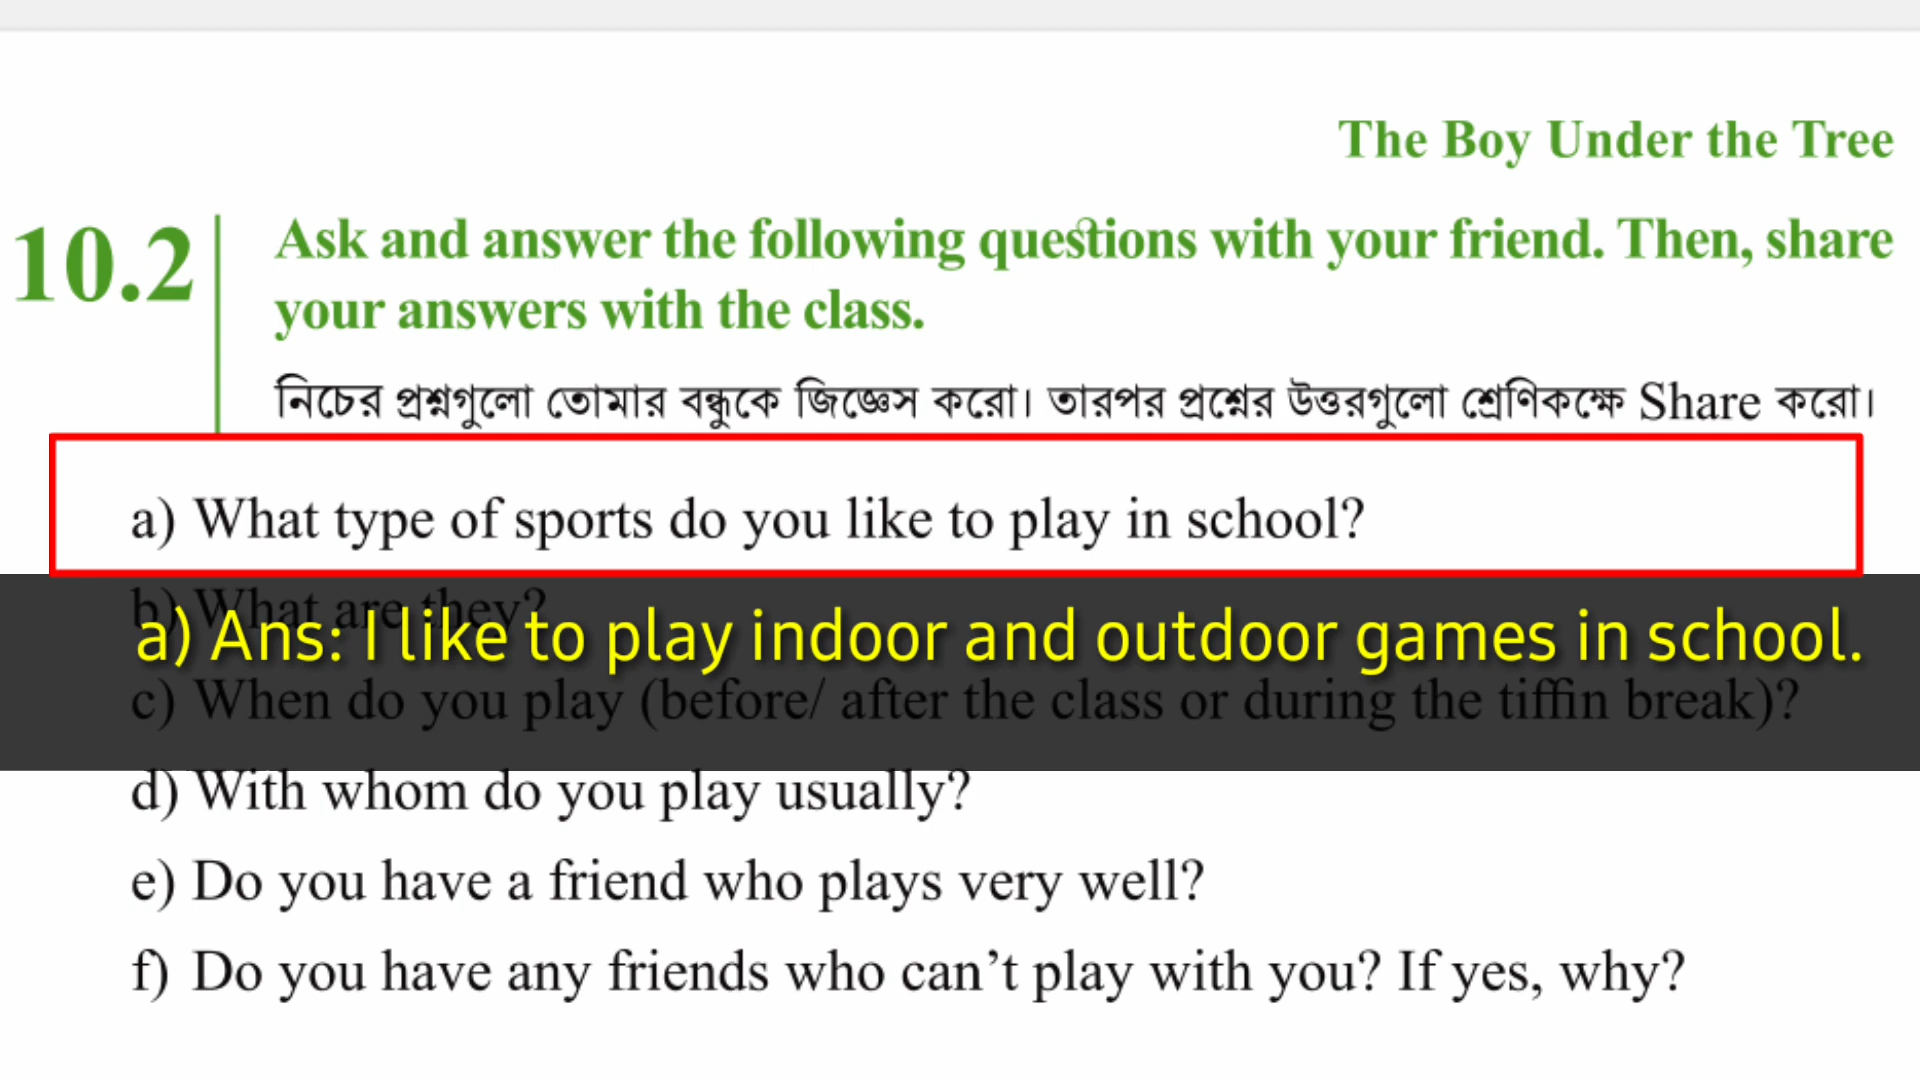 The Boy Under the Tree
10.2 Ask and answer the following questions with your friend. Then, share
your answers with the class.
নিচের প্রশ্নগুলো তোমার বন্ধুকে জিজ্ঞেস করো। তারপর প্রশ্নের উত্তরগুলো শ্রেণিকক্ষে Share করো।
a) What type of sports do you like to play in school?
b) What are they?
a) Ans: I like to play indoor and outdoor games in school.
c) When do you play (before/ after the class or during the tiffin break)?
d) With whom do you play usually?
e) Do you have a friend who plays very well?
f) Do you have any friends who can’t play with you? If yes, why?